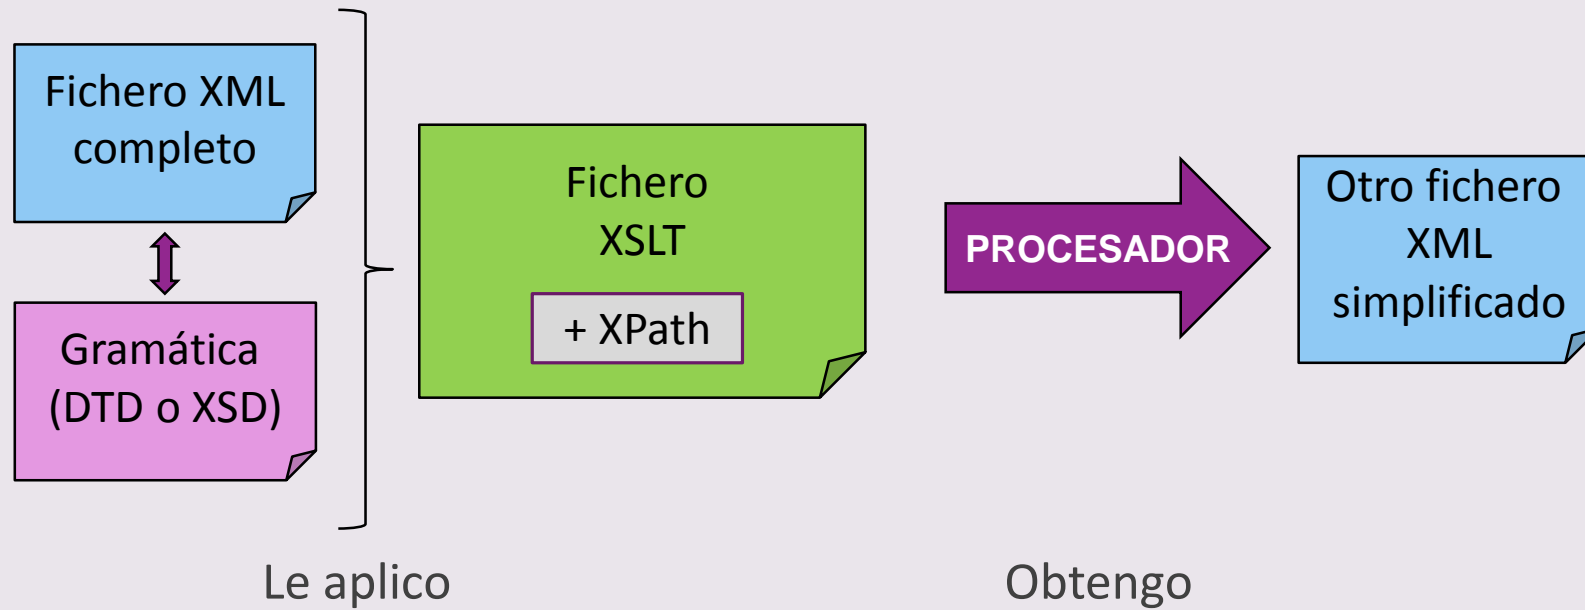 Fichero XML
completo
Gramática
(DTD o XSD)
Fichero
XSLT
+ XPath
PROCESADOR
Otro fichero
XML
simplificado
Le aplico
Obtengo